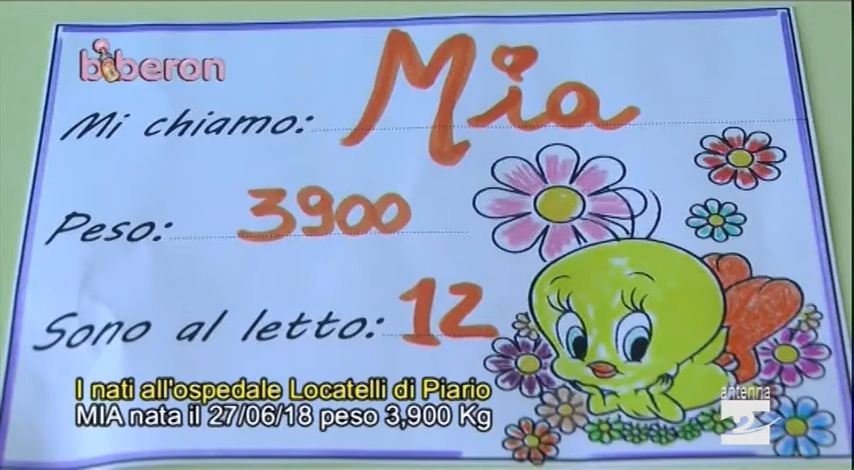 biberon
Mi chiamo: Mia
Peso: 3900
Sono al letto: 12
I nati all'ospedale Locatelli di Piario
MIA nata il 27/06/18 peso 3,900 Kg
antenna
2